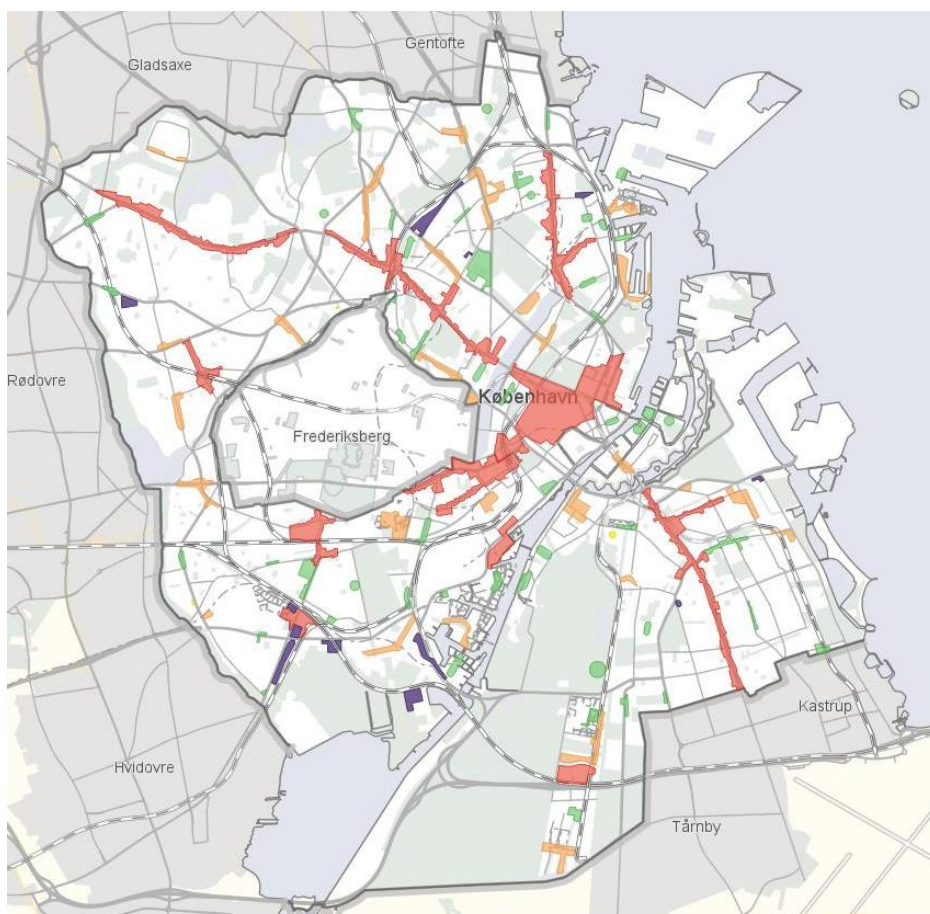 Gentofte
Gladsaxe
Rødovre
København
Frederiksberg
Kastrup
Hvidovre
Tårnby